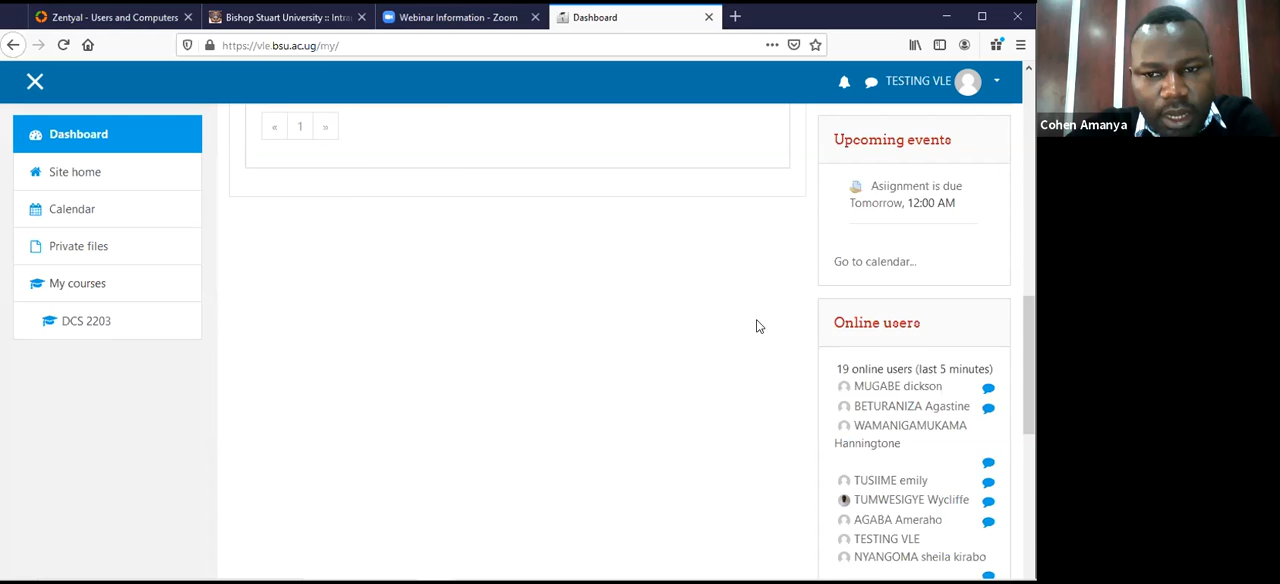 Zentyal - Users and Computers
Bishop Stuart University :: Intra
Webinar Information - Zoom
Dashboard
https://vle.bsu.ac.ug/my/
TESTING VLE
Cohen Amanya
Dashboard
Site home
Calendar
Private files
My courses
DCS 2203
« 1 »
Upcoming events
Asiignment is due
Tomorrow, 12:00 AM
Go to calendar...
Online users
19 online users (last 5 minutes)
MUGABE dickson
BETURANIZA Agastine
WAMANIGAMUKAMA
Hanningtone
TUSIIME emily
TUMWESIGYE Wycliffe
AGABA Ameraho
TESTING VLE
NYANGOMA sheila kirabo